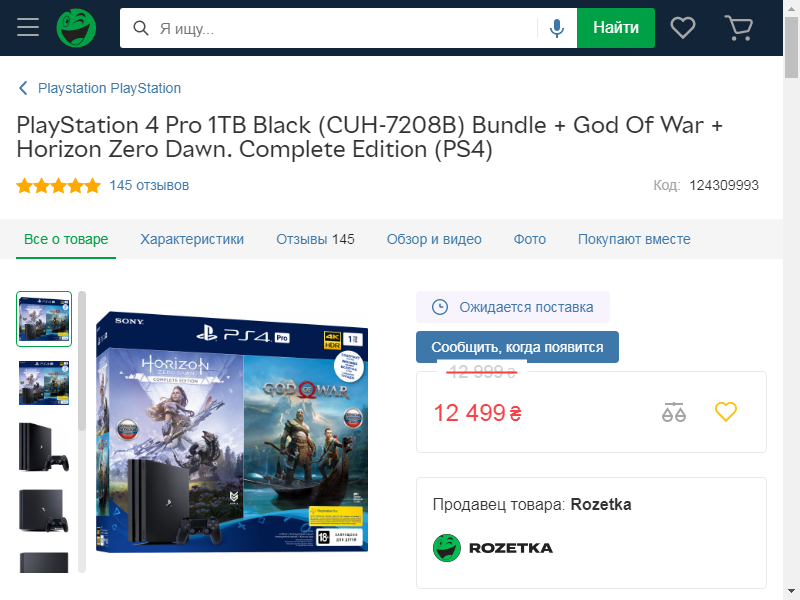 Я ищу...
Найти
Playstation PlayStation
PlayStation 4 Pro 1TB Black (CUH-7208B) Bundle + God Of War +
Horizon Zero Dawn. Complete Edition (PS4)
145 отзывов
Код: 124309993
Все о товаре Характеристики Отзывы 145 Обзор и видео Фото Покупают вместе
SONY
PS4 Pro
4K
HDR
1TB
HORIZON
ZERO DAWN
COMPLETE EDITION
GOD OF WAR
18+
Ожидается поставка
Сообщить, когда появится
12 999 ₴
12 499 ₴
Продавец товара: Rozetka
ROZETKA